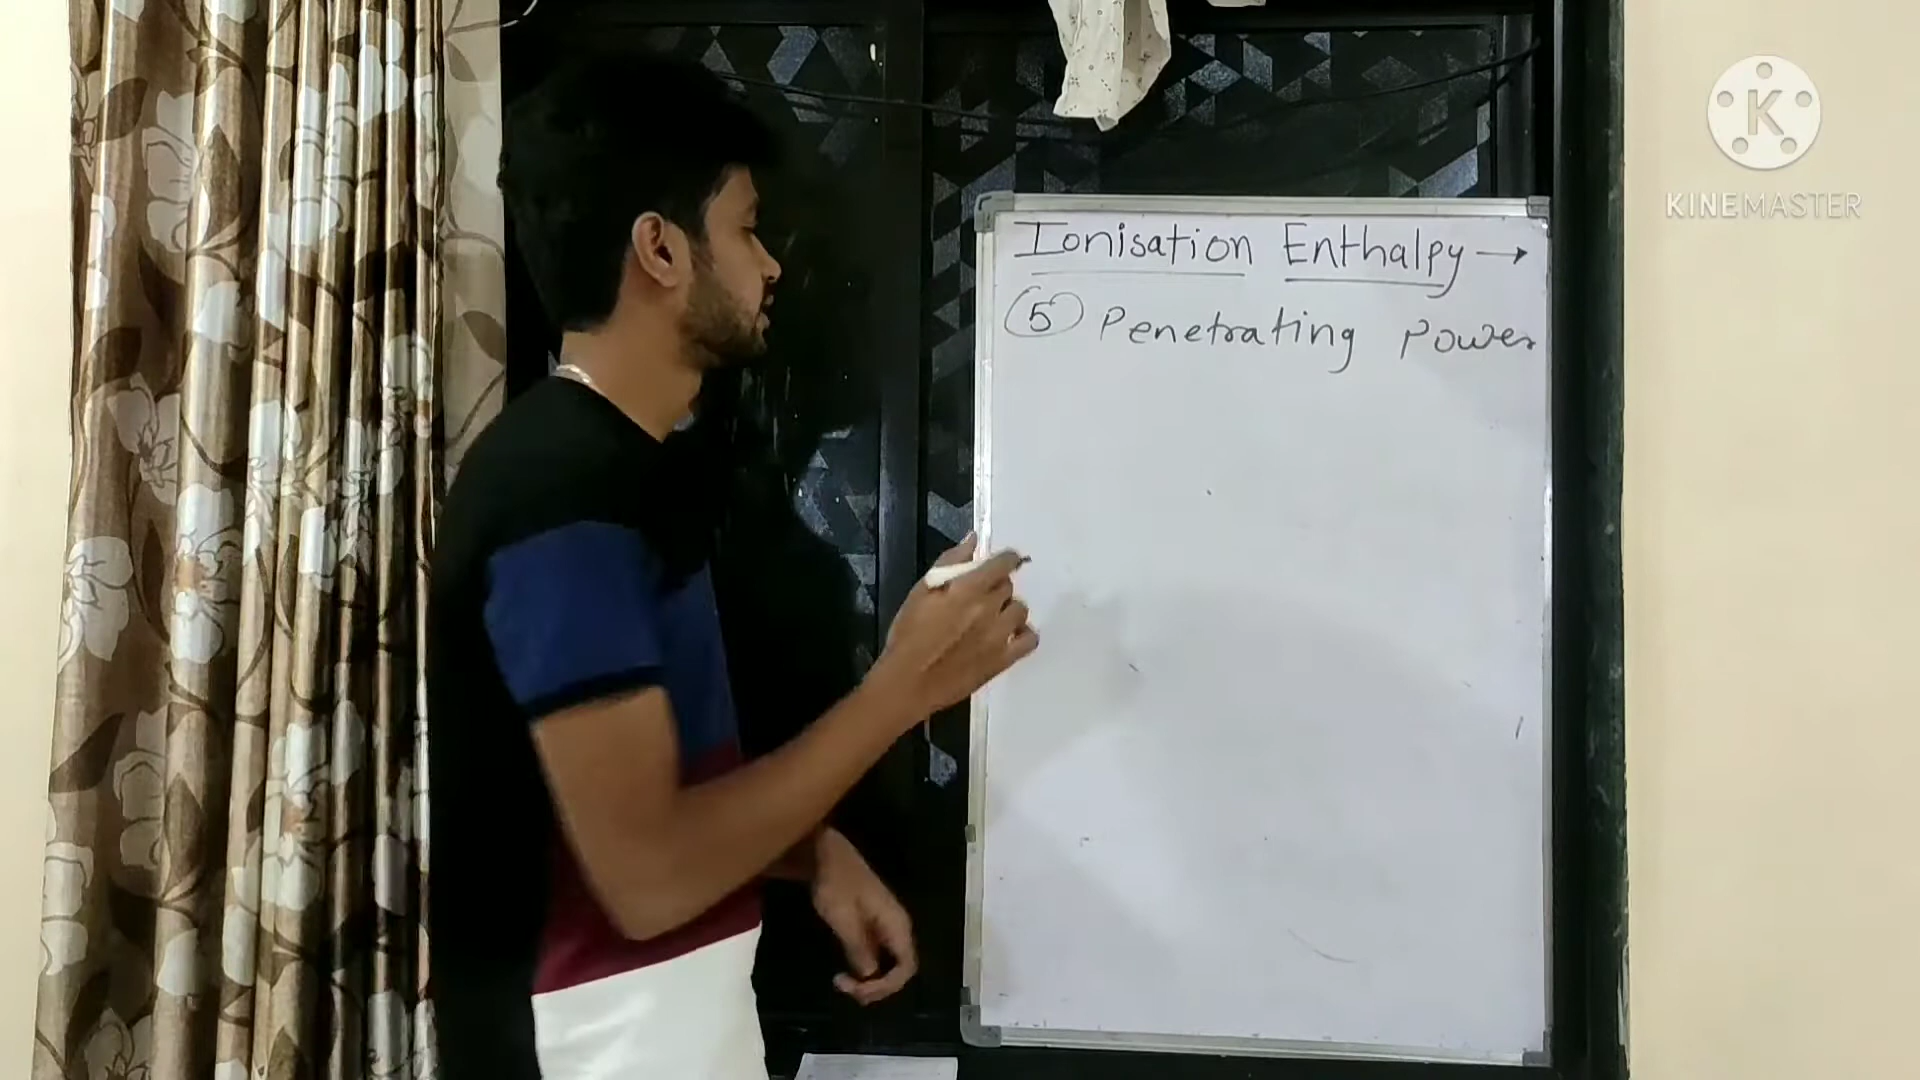 Ionisation Enthalpy →
⑤ Penetrating Power
K
KINEMASTER